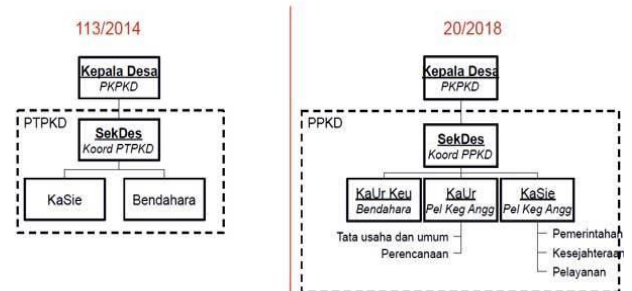 113/2014
Kepala Desa
PKPKD
PTPKD
SekDes
Koord PTPKD
KaSie
Bendahara
20/2018
Kepala Desa
PKPKD
PPKD
SekDes
Koord PPKD
KaUr Keu
Bendahara
KaUr
Pel Keg Angg
KaSie
Pel Keg Angg
Tata usaha dan umum
Perencanaan
Pemerintahan
Kesejahteraan
Pelayanan